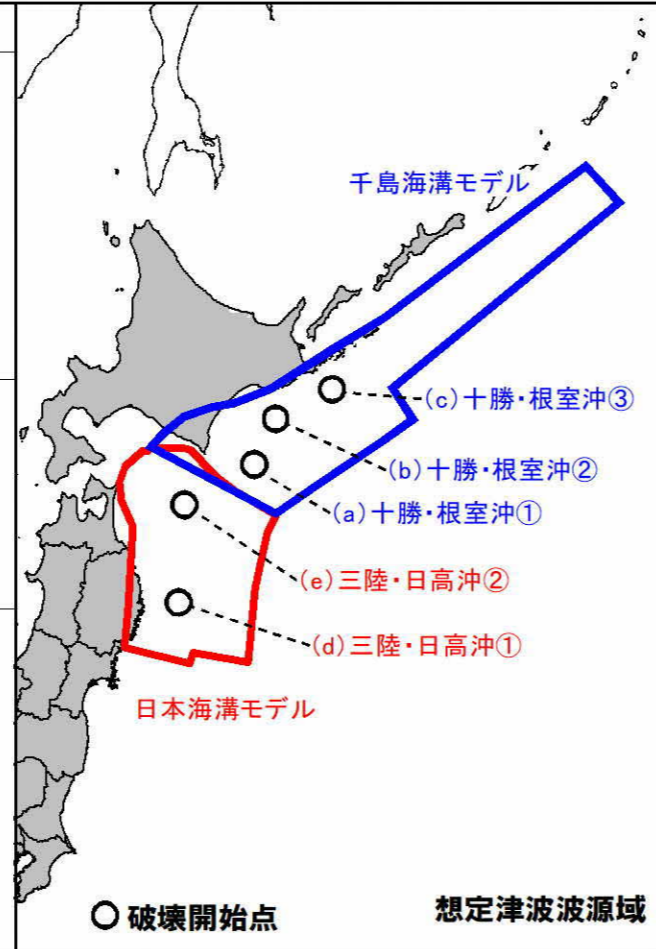 千島海溝モデル
(c)十勝・根室沖③
(b)十勝・根室沖②
(a)十勝・根室沖①
(e)三陸・日高沖②
(d)三陸・日高沖①
日本海溝モデル
破壊開始点
想定津波波源域